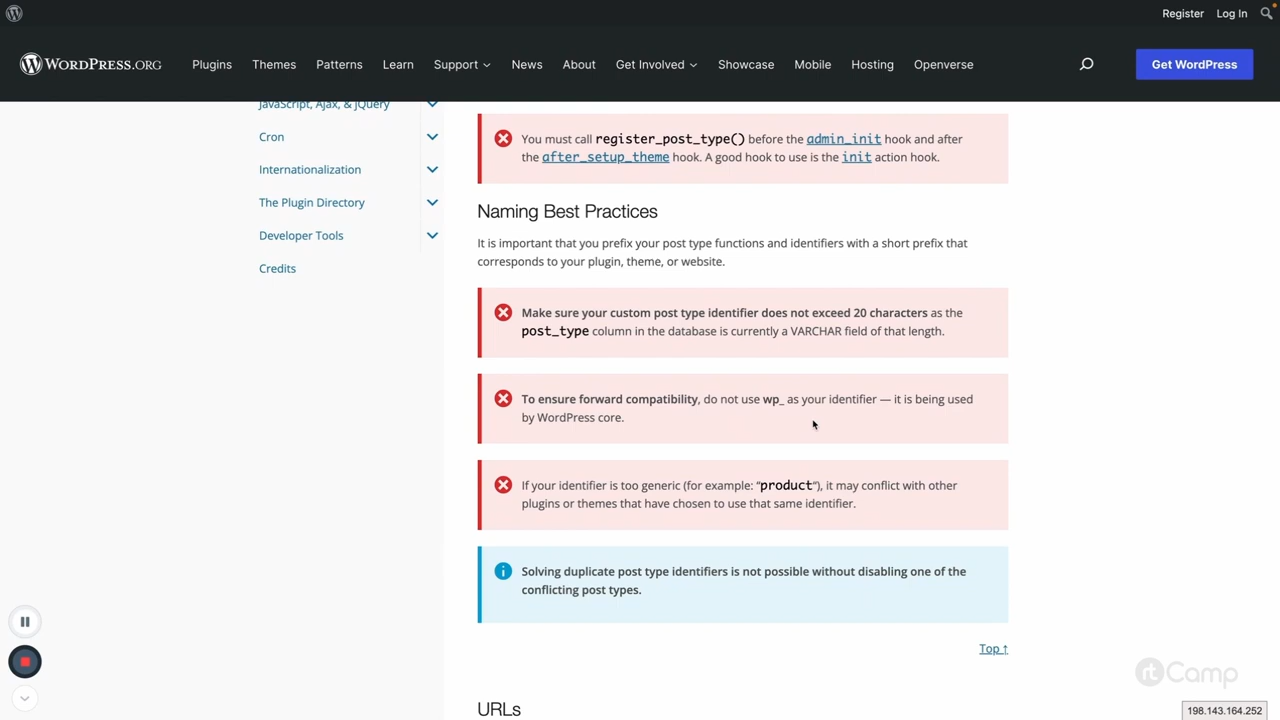 Register Log In
WORDPRESS.ORG Plugins Themes Patterns Learn Support News About Get Involved Showcase Mobile Hosting Openverse Get WordPress
JavaScript, Ajax, & jQuery
Cron
Internationalization
The Plugin Directory
Developer Tools
Credits
You must call register_post_type() before the admin_init hook and after
the after_setup_theme hook. A good hook to use is the init action hook.
Naming Best Practices
It is important that you prefix your post type functions and identifiers with a short prefix that
corresponds to your plugin, theme, or website.
Make sure your custom post type identifier does not exceed 20 characters as the
post_type column in the database is currently a VARCHAR field of that length.
To ensure forward compatibility, do not use wp_ as your identifier — it is being used
by WordPress core.
If your identifier is too generic (for example: “product“), it may conflict with other
plugins or themes that have chosen to use that same identifier.
Solving duplicate post type identifiers is not possible without disabling one of the
conflicting post types.
Top ↑
URLs
rtCamp
198.143.164.252